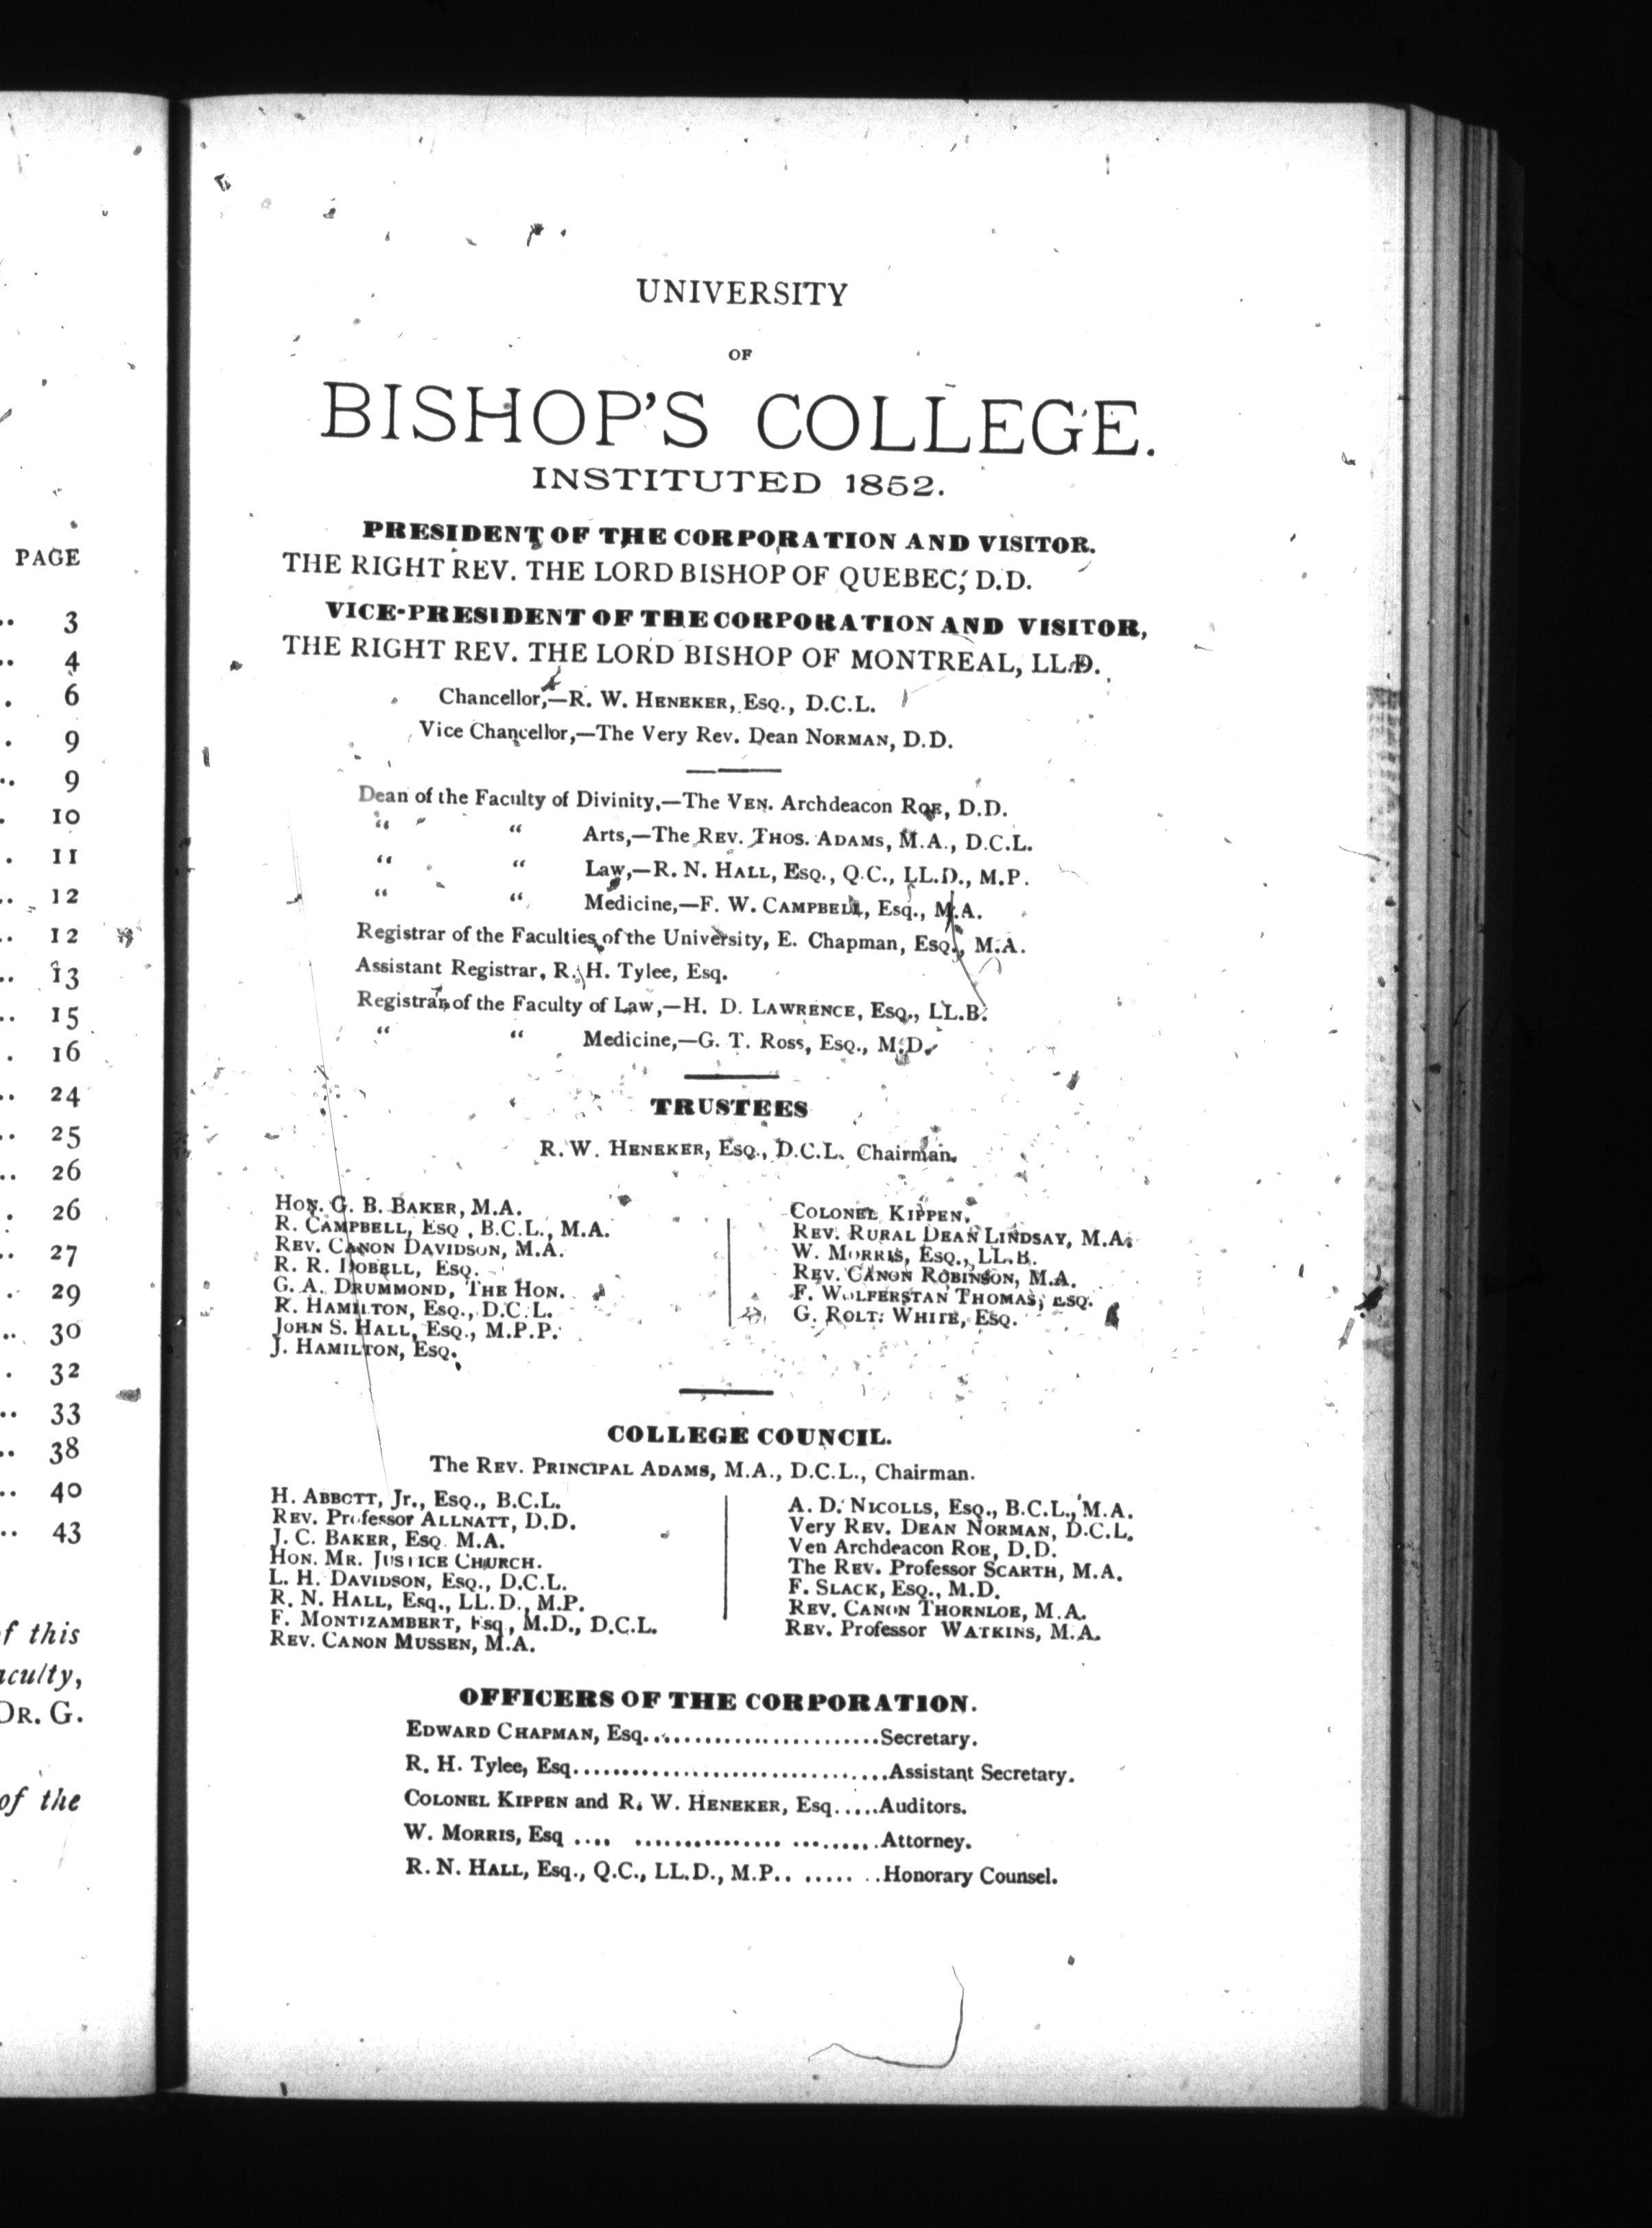 PAGE
.. 3
.. 4
. 6
. 9
.. 9
. 10
. 11
.. 12
.. 12
.. 13
.. 15
. 16
.. 24
.. 25
.. 26
. 26
.. 27
. 29
.. 30
. 32
.. 33
.. 38
.. 40
.. 43
f this
culty,
DR. G.
of the
UNIVERSITY
OF
BISHOP'S COLLEGE.
INSTITUTED 1852.
PRESIDENT OF THE CORPORATION AND VISITOR.
THE RIGHT REV. THE LORD BISHOP OF QUEBEC, D.D.
VICE-PRESIDENT OF THE CORPORATION AND VISITOR,
THE RIGHT REV. THE LORD BISHOP OF MONTREAL, LL.D.
Chancellor,—R. W. HENEKER, ESQ., D.C.L.
Vice Chancellor,—The Very Rev. Dean NORMAN, D.D.
Dean of the Faculty of Divinity,—The VEN. Archdeacon ROE, D.D.
“ “ Arts,—The REV. THOS. ADAMS, M.A., D.C.L.
“ “ Law,—R. N. HALL, ESQ., Q.C., LL.D., M.P.
“ “ Medicine,—F. W. CAMPBELL, Esq., M.A.
Registrar of the Faculties of the University, E. Chapman, Esq., M.A.
Assistant Registrar, R. H. Tylee, Esq.
Registrar of the Faculty of Law,—H. D. LAWRENCE, ESQ., LL.B.
“ “ Medicine,—G. T. ROSS, ESQ., M.D.
TRUSTEES
R. W. HENEKER, ESQ., D.C.L. Chairman.
HON. G. B. BAKER, M.A.
R. CAMPBELL, ESQ , B.C.L., M.A.
REV. CANON DAVIDSON, M.A.
R. R. DOBELL, ESQ.
G. A. DRUMMOND, THE HON.
R. HAMILTON, ESQ., D.C.L.
JOHN S. HALL, ESQ., M.P.P.
J. HAMILTON, ESQ.
COLONEL KIPPEN,
REV. RURAL DEAN LINDSAY, M.A.
W. MORRIS, ESQ., LL.B.
REV. CANON ROBINSON, M.A.
F. WOLFERSTAN THOMAS, ESQ.
G. ROLT. WHITE, ESQ.
COLLEGE COUNCIL.
The REV. PRINCIPAL ADAMS, M.A., D.C.L., Chairman.
H. ABBOTT, Jr., ESQ., B.C.L.
REV. Professor ALLNATT, D.D.
J. C. BAKER, ESQ. M.A.
HON. MR. JUSTICE CHURCH.
L. H. DAVIDSON, ESQ., D.C.L.
R. N. HALL, Esq., LL.D., M.P.
F. MONTIZAMBERT, Esq., M.D., D.C.L.
REV. CANON MUSSEN, M.A.
A. D. NICOLLS, ESQ., B.C.L., M.A.
Very REV. DEAN NORMAN, D.C.L.
Ven Archdeacon ROE, D.D.
The REV. Professor SCARTH, M.A.
F. SLACK, ESQ., M.D.
REV. CANON THORNLOE, M.A.
REV. Professor WATKINS, M.A.
OFFICERS OF THE CORPORATION.
EDWARD CHAPMAN, Esq.........................Secretary.
R. H. Tylee, Esq................................Assistant Secretary.
COLONEL KIPPEN and R. W. HENEKER, Esq.....Auditors.
W. MORRIS, Esq .... ............... .........Attorney.
R. N. HALL, Esq., Q.C., LL.D., M.P.. ..... ..Honorary Counsel.